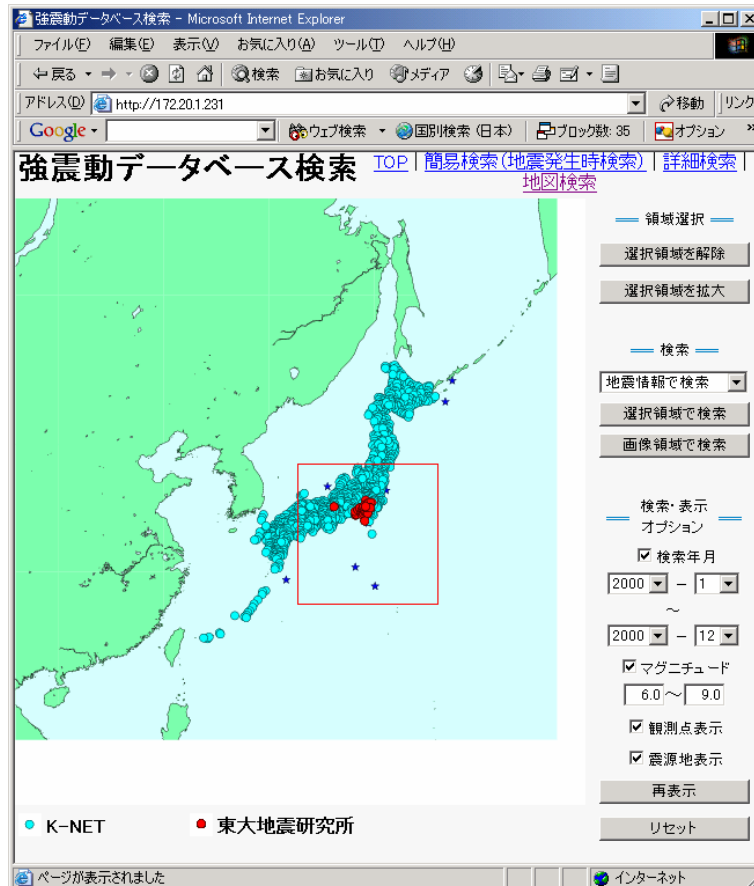 強震動データベース検索 - Microsoft Internet Explorer
ファイル(F) 編集(E) 表示(V) お気に入り(A) ツール(T) ヘルプ(H)
戻る 検索 お気に入り メディア
アドレス(D) http://172.20.1.231 移動 リンク
Google ウェブ検索 国別検索 (日本) ブロック数: 35 オプション »
強震動データベース検索
TOP | 簡易検索(地震発生時検索) | 詳細検索 |
地図検索
領域選択
選択領域を解除
選択領域を拡大
検索
地震情報で検索
選択領域で検索
画像領域で検索
検索・表示
オプション
検索年月
2000 - 1
～
2000 - 12
マグニチュード
6.0 ～ 9.0
観測点表示
震源地表示
再表示
リセット
K-NET 東大地震研究所
ページが表示されました インターネット